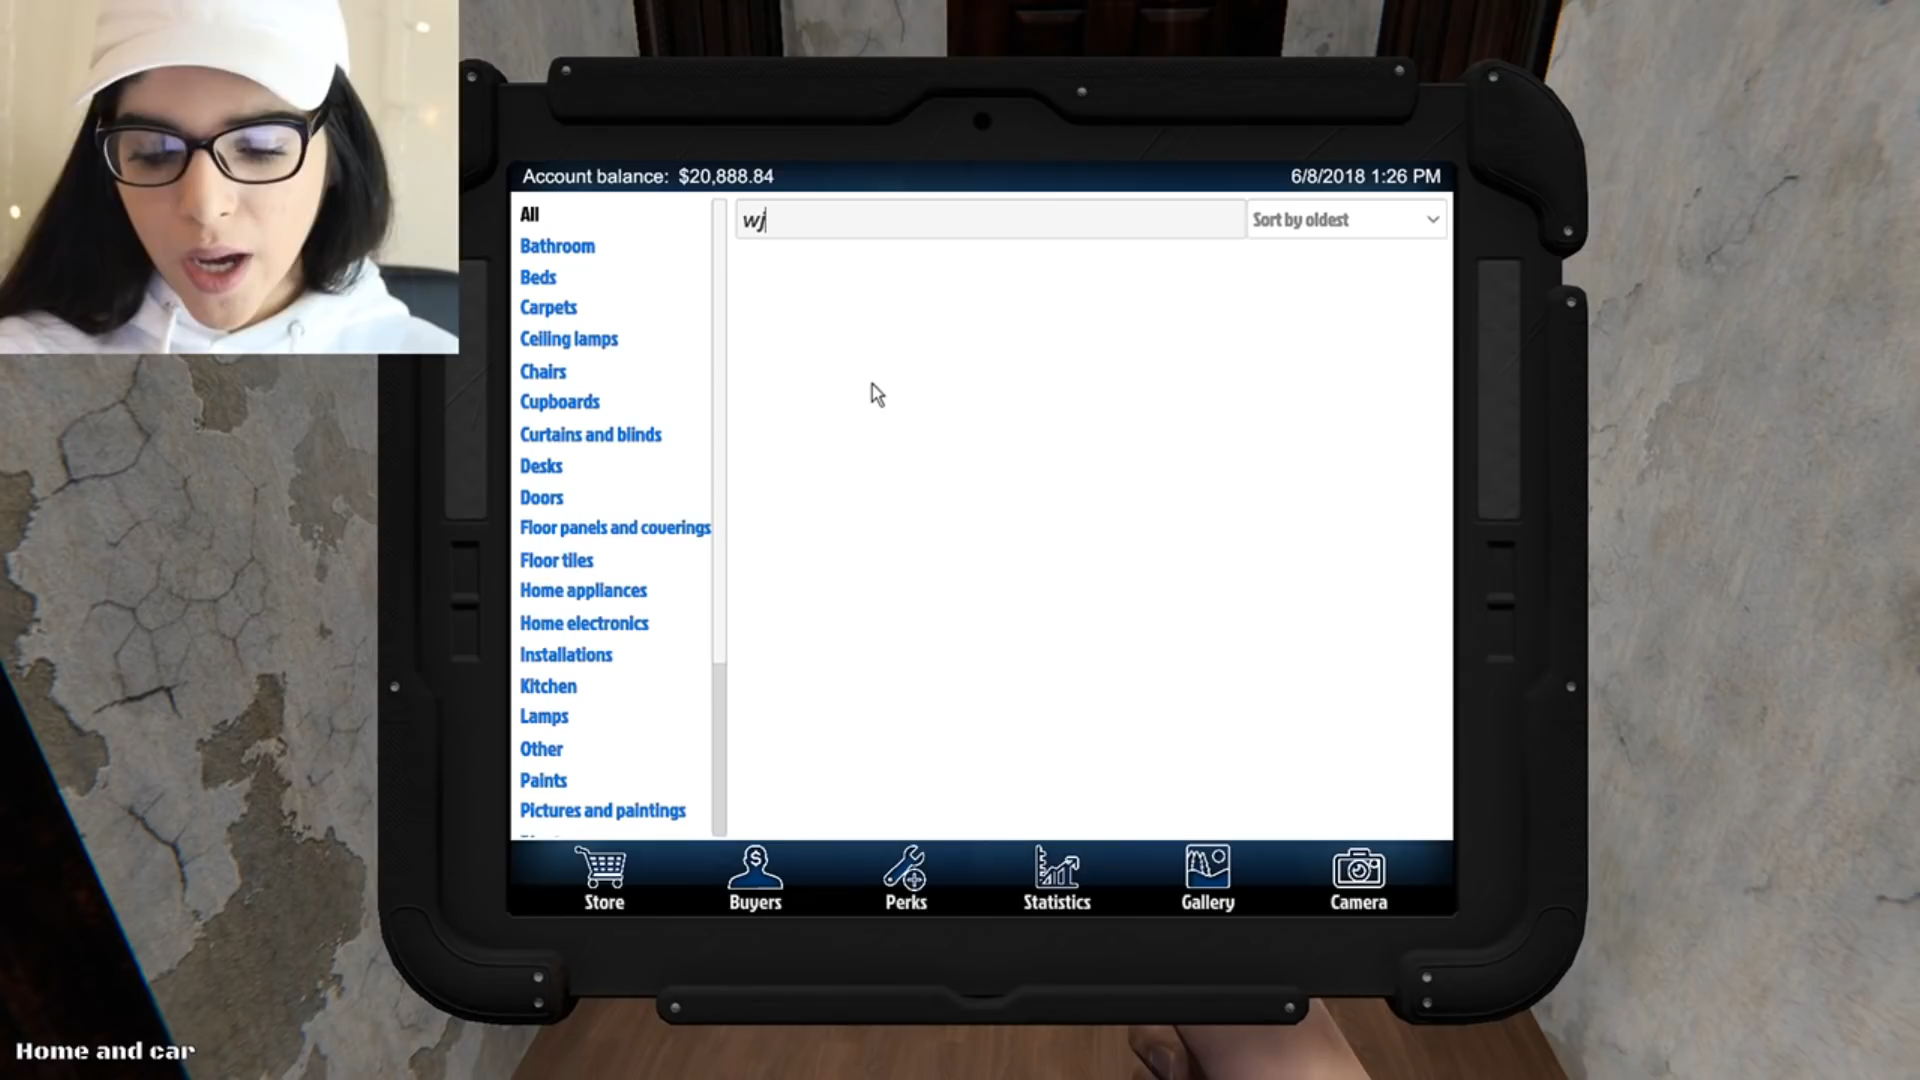 Account balance: $20,888.84
6/8/2018 1:26 PM
All
Bathroom
Beds
Carpets
Ceiling lamps
Chairs
Cupboards
Curtains and blinds
Desks
Doors
Floor panels and coverings
Floor tiles
Home appliances
Home electronics
Installations
Kitchen
Lamps
Other
Paints
Pictures and paintings
wj
Sort by oldest
Store
Buyers
Perks
Statistics
Gallery
Camera
Home and car